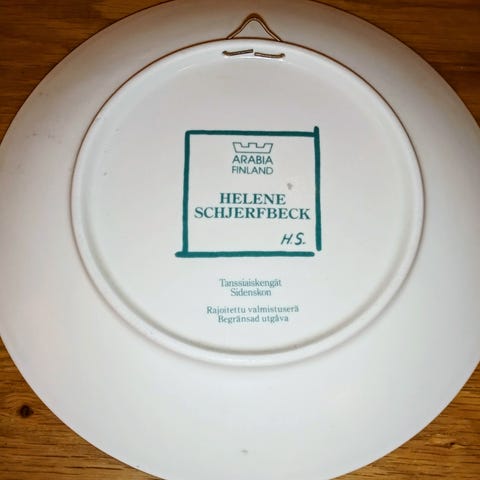 ARABIA
FINLAND
HELENE
SCHJERFBECK
H.S.
Tanssiaiskengät
Sidenskon
Rajoitettu valmistuserä
Begränsad utgåva